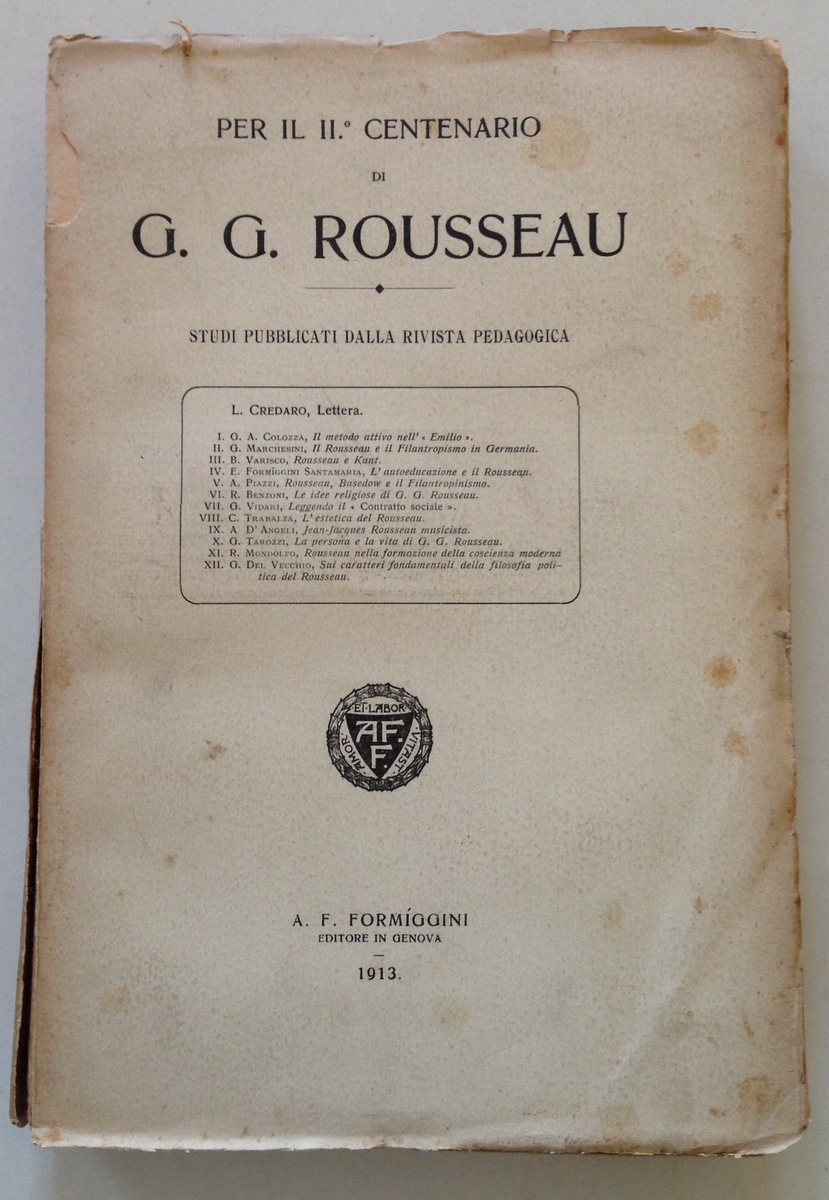 PER IL II.º CENTENARIO
DI
G. G. ROUSSEAU
STUDI PUBBLICATI DALLA RIVISTA PEDAGOGICA
L. CREDARO, Lettera.
I. G. A. COLOZZA, Il metodo attivo nell' « Emilio ».
II. G. MARCHESINI, Il Rousseau e il Filantropismo in Germania.
III. B. VARISCO, Rousseau e Kant.
IV. E. FORMÍGGINI SANTAMARIA, L' autoeducazione e il Rousseau.
V. A. PIAZZI, Rousseau, Basedow e il Filantropinismo.
VI. R. BENZONI, Le idee religiose di G. G. Rousseau.
VII. G. VIDARI, Leggendo il « Contratto sociale ».
VIII. C. TRABALZA, L' estetica del Rousseau.
IX. A. D' ANGELI, Jean-Jacques Rousseau musicista.
X. G. TAROZZI, La persona e la vita di G. G. Rousseau.
XI. R. MONDOLFO, Rousseau nella formazione della coscienza moderna
XII. G. DEL VECCHIO, Sui caratteri fondamentali della filosofia poli-
tica del Rousseau.
AMOR · ET · LABOR · VITAST ·
A. F.
F.
A. F. FORMÍGGINI
EDITORE IN GENOVA
1913.